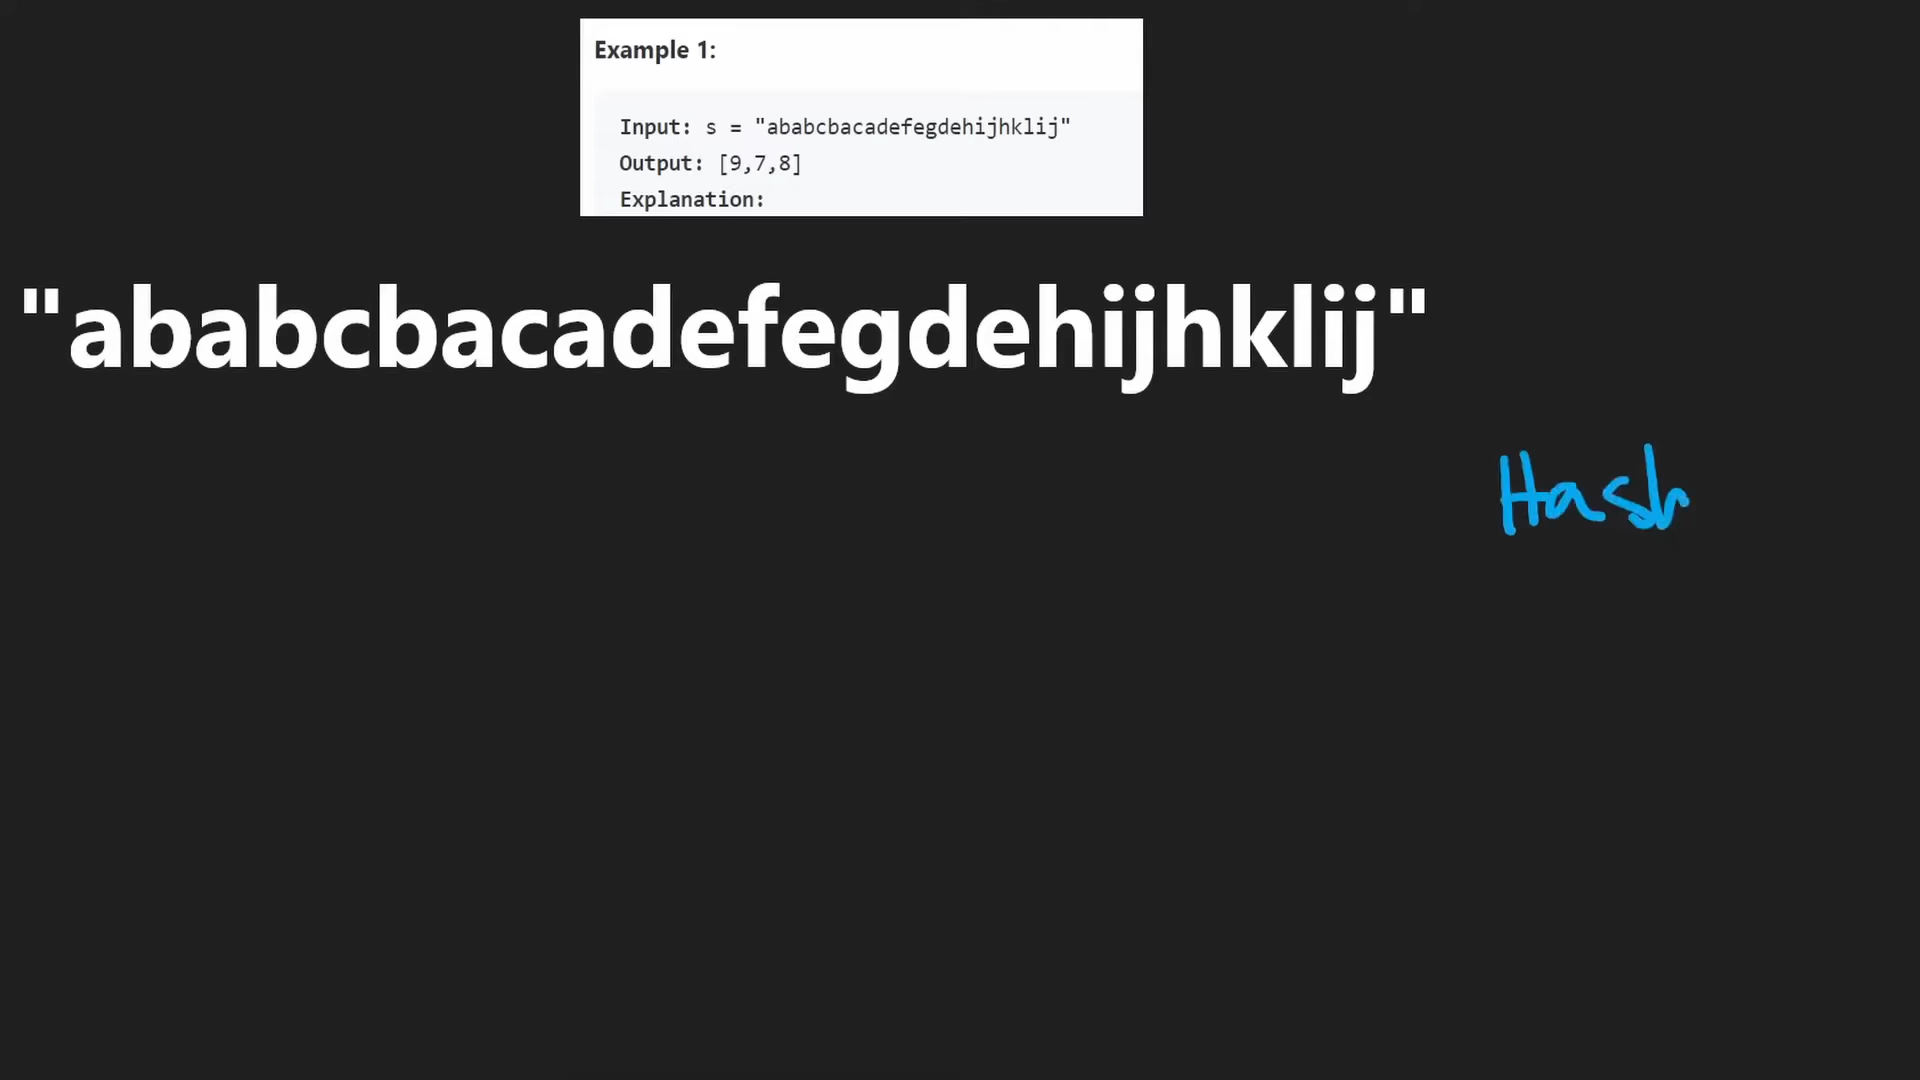 Example 1:
Input: s = "ababcbacadefegdehijhklij"
Output: [9,7,8]
Explanation:
"ababcbacadefegdehijhklij"
Hash